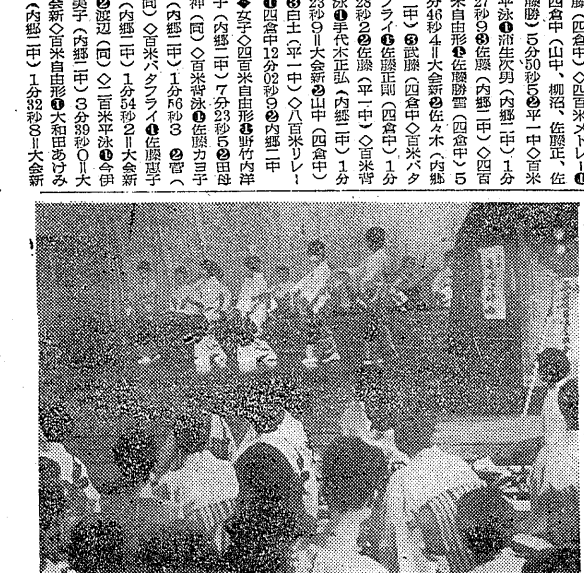 藤（四倉中）◇四百米
四倉中（山中、柳沼、佐藤正、佐
藤勝）5分50秒5❷平一中◇百米
平泳❶蒲生次男（内郷二中）1分
27秒0❸佐藤（内郷二中）◇四百
米自由形❶佐藤勝雪（四倉中）5
分46秒4＝大会新❷佐々木（内郷
二中）❸武藤（四倉中◇百米バタ
フライ❶佐藤正則（四倉中）1分
28秒2❷佐藤（平一中）◇百米背
泳❶手代木正弘（内郷二中）1分
23秒9＝大会新❷山中（四倉中）
❸白土（平一中）◇八百米リレー
❶四倉中12分02秒9❷内郷二中
◆女子◇四百米自由形❶野竹内洋
子（内郷二中）7分23秒5❷田母
神（同）◇百米背泳❶佐藤カヨ子
（内郷二中）1分56秒3 ❷菅（
同）◇百米バタフライ❶佐藤恵子
（内郷二中）1分54秒2＝大会新
❷渡辺（同）◇二百米平泳❶今伊
美子（内郷二中）3分39秒0＝大
会新◇百米自由形❶大和田あけみ
（内郷二中）1分32秒8＝大会新